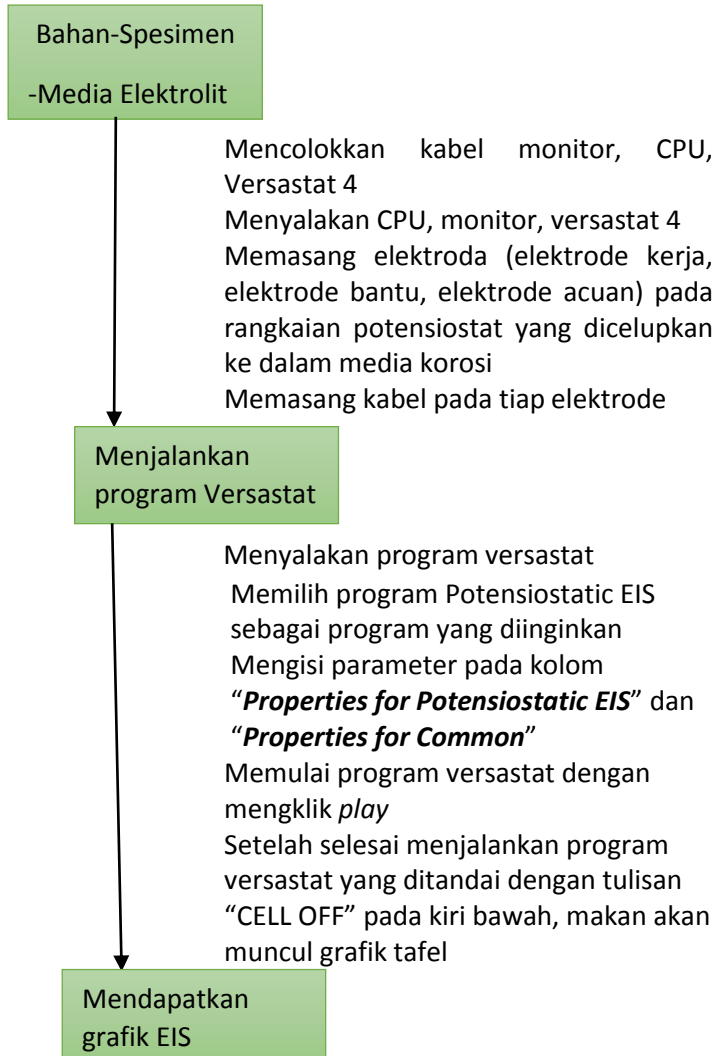 Bahan-Spesimen
-Media Elektrolit
Mencolokkan kabel monitor, CPU,
Versastat 4
Menyalakan CPU, monitor, versastat 4
Memasang elektroda (elektrode kerja,
elektrode bantu, elektrode acuan) pada
rangkaian potensiostat yang dicelupkan
ke dalam media korosi
Memasang kabel pada tiap elektrode
Menjalankan
program Versastat
Menyalakan program versastat
Memilih program Potensiostatic EIS
sebagai program yang diinginkan
Mengisi parameter pada kolom
“Properties for Potensiostatic EIS” dan
“Properties for Common”
Memulai program versastat dengan
mengklik play
Setelah selesai menjalankan program
versastat yang ditandai dengan tulisan
“CELL OFF” pada kiri bawah, makan akan
muncul grafik tafel
Mendapatkan
grafik EIS